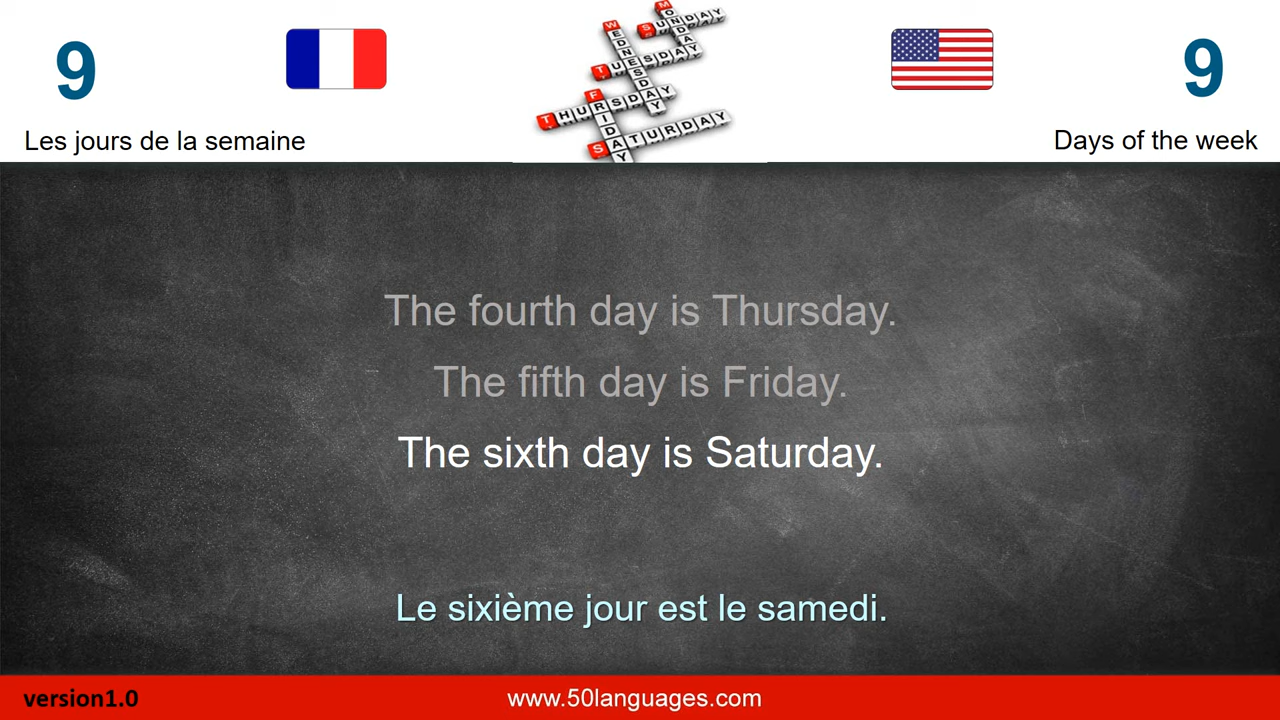 9
9
Les jours de la semaine
Days of the week
MONDAY
SUNDAY
WEDNESDAY
TUESDAY
THURSDAY
FRIDAY
SATURDAY
The fourth day is Thursday.
The fifth day is Friday.
The sixth day is Saturday.
Le sixième jour est le samedi.
version1.0
www.50languages.com